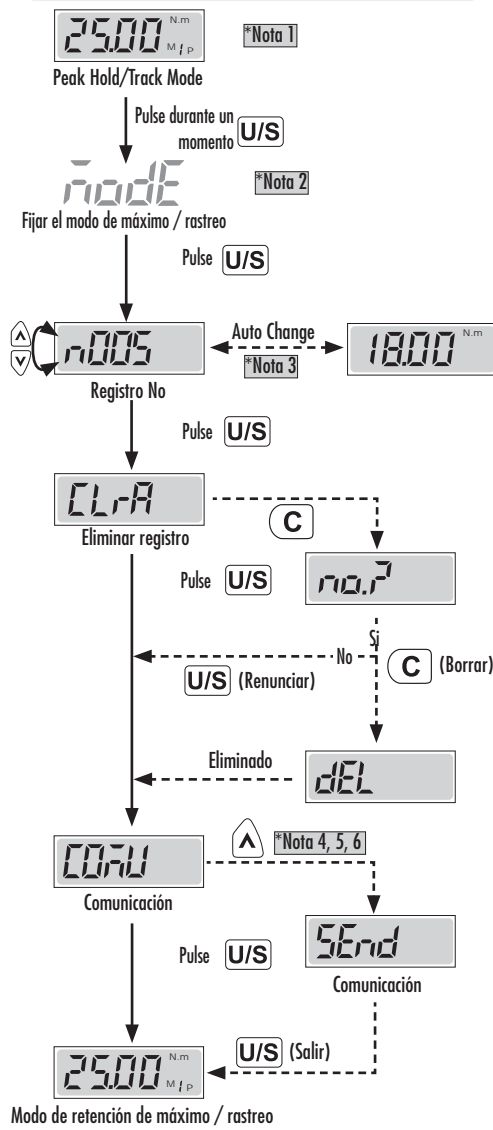 25.00 N.m M1P
*Nota 1
Peak Hold/Track Mode
Pulse durante un
momento U/S
modE
*Nota 2
Fijar el modo de máximo / rastreo
Pulse U/S
n005
Auto Change
*Nota 3
18.00 N.m
Registro No
Pulse U/S
CLrA
C
Eliminar registro
Pulse U/S
no.?
Si
No
C (Borrar)
U/S (Renunciar)
Eliminado
dEL
COMU
*Nota 4, 5, 6
Comunicación
SEnd
Pulse U/S
Comunicación
U/S (Salir)
25.00 N.m M1P
Modo de retención de máximo / rastreo